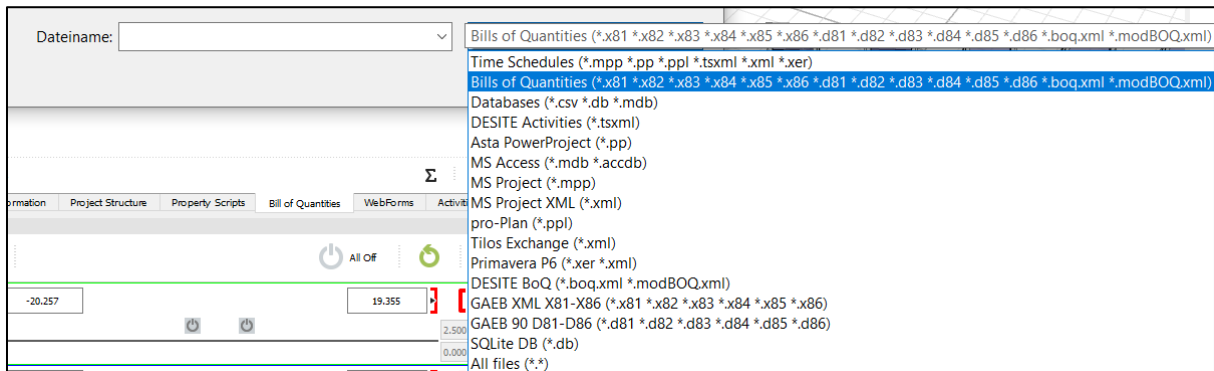 Dateiname:
Bills of Quantities (*.x81 *.x82 *.x83 *.x84 *.x85 *.x86 *.d81 *.d82 *.d83 *.d84 *.d85 *.d86 *.boq.xml *.modBOQ.xml)
Time Schedules (*.mpp *.pp *.ppl *.tsxml *.xml *.xer)
Bills of Quantities (*.x81 *.x82 *.x83 *.x84 *.x85 *.x86 *.d81 *.d82 *.d83 *.d84 *.d85 *.d86 *.boq.xml *.modBOQ.xml)
Databases (*.csv *.db *.mdb)
DESITE Activities (*.tsxml)
Asta PowerProject (*.pp)
MS Access (*.mdb *.accdb)
MS Project (*.mpp)
MS Project XML (*.xml)
pro-Plan (*.ppl)
Tilos Exchange (*.xml)
Primavera P6 (*.xer *.xml)
DESITE BoQ (*.boq.xml *.modBOQ.xml)
GAEB XML X81-X86 (*.x81 *.x82 *.x83 *.x84 *.x85 *.x86)
GAEB 90 D81-D86 (*.d81 *.d82 *.d83 *.d84 *.d85 *.d86)
SQLite DB (*.db)
All files (*.*)
Σ
rmation Project Structure Property Scripts Bill of Quantities WebForms Activiti
All Off
-20.257 19.355
2.500
0.000